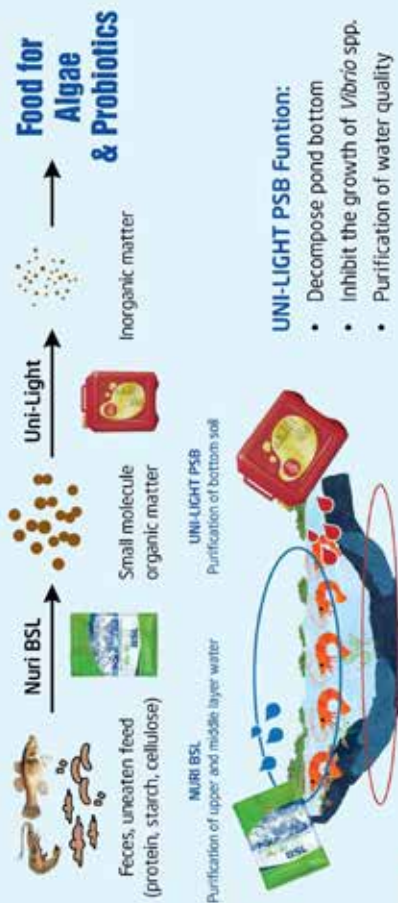 Nuri BSL
Uni-Light
Food for
Algae
& Probiotics
Feces, uneaten feed
(protein, starch, cellulose)
Small molecule
organic matter
Inorganic matter
NURI BSL
Purification of upper and middle layer water
UNI-LIGHT PSB
Purification of bottom soil
UNI-LIGHT PSB Funtion:
• Decompose pond bottom
• Inhibit the growth of Vibrio spp.
• Purification of water quality